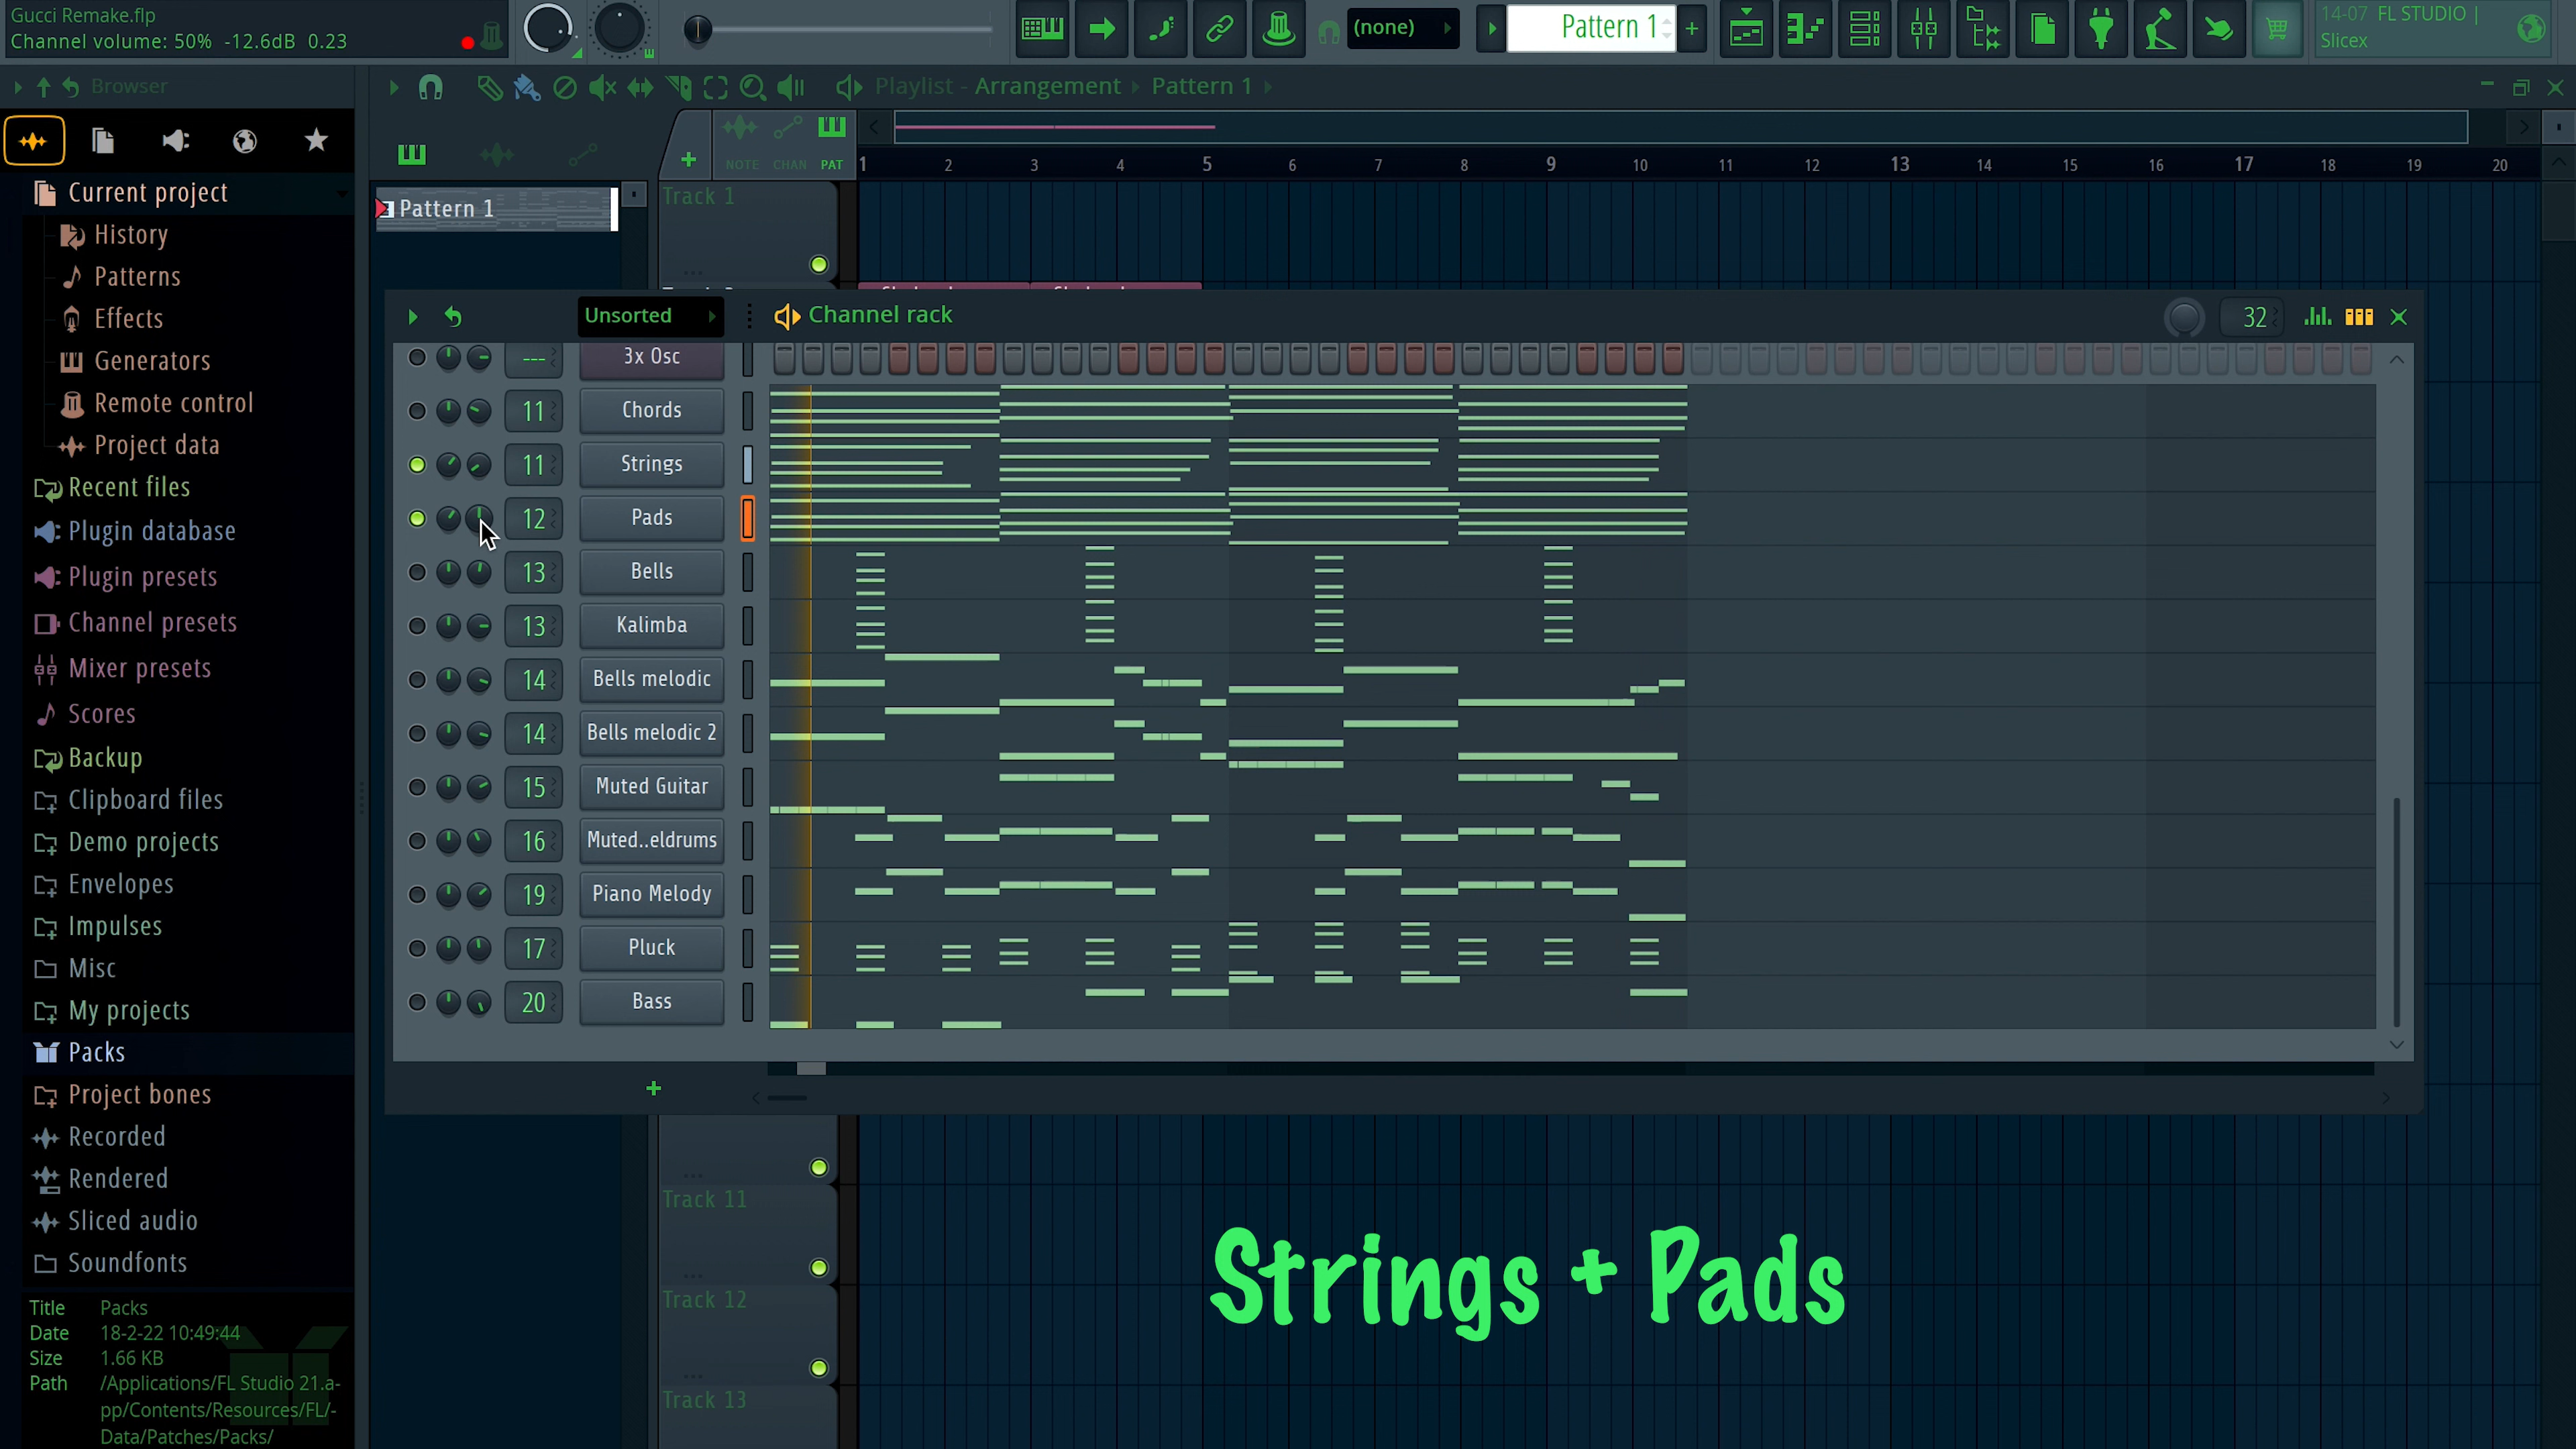 Gucci Remake.flp
Channel volume: 50% -12.6dB 0.23
(none)
Pattern 1
14-07 FL STUDIO |
Slicex
Browser
Playlist - Arrangement
Pattern 1
NOTE CHAN PAT
1 2 3 4 5 6 7 8 9 10 11 12 13 14 15 16 17 18 19 20
Current project
History
Patterns
Effects
Generators
Remote control
Project data
Recent files
Plugin database
Plugin presets
Channel presets
Mixer presets
Scores
Backup
Clipboard files
Demo projects
Envelopes
Impulses
Misc
My projects
Packs
Project bones
Recorded
Rendered
Sliced audio
Soundfonts
Title Packs
Date 18-2-22 10:49:44
Size 1.66 KB
Path /Applications/FL Studio 21.a-
pp/Contents/Resources/FL/-
Data/Patches/Packs/
Pattern 1
Track 1
Unsorted
Channel rack
32
--- 3x Osc
11 Chords
11 Strings
12 Pads
13 Bells
13 Kalimba
14 Bells melodic
14 Bells melodic 2
15 Muted Guitar
16 Muted..eldrums
19 Piano Melody
17 Pluck
20 Bass
Track 11
Track 12
Track 13
Strings + Pads